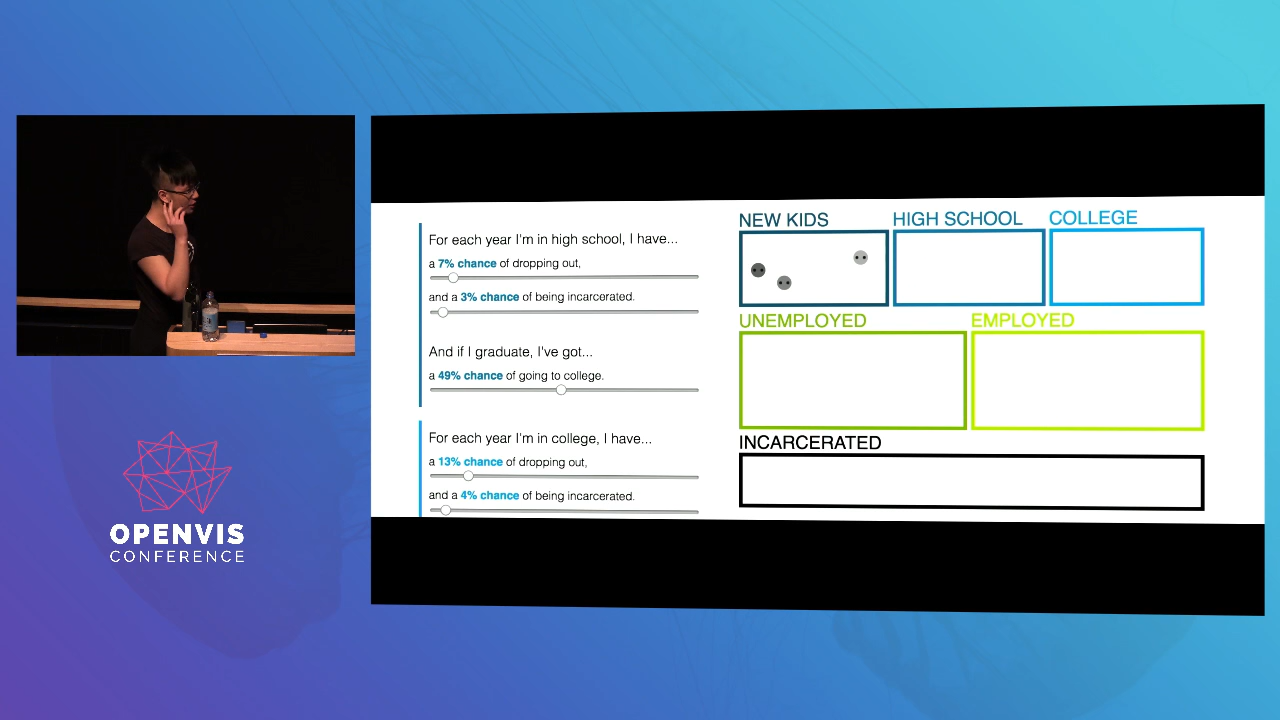 For each year I'm in high school, I have...
a 7% chance of dropping out,
and a 3% chance of being incarcerated.
And if I graduate, I've got...
a 49% chance of going to college.
For each year I'm in college, I have...
a 13% chance of dropping out,
and a 4% chance of being incarcerated.
NEW KIDS
HIGH SCHOOL
COLLEGE
UNEMPLOYED
EMPLOYED
INCARCERATED
OPENVIS
CONFERENCE